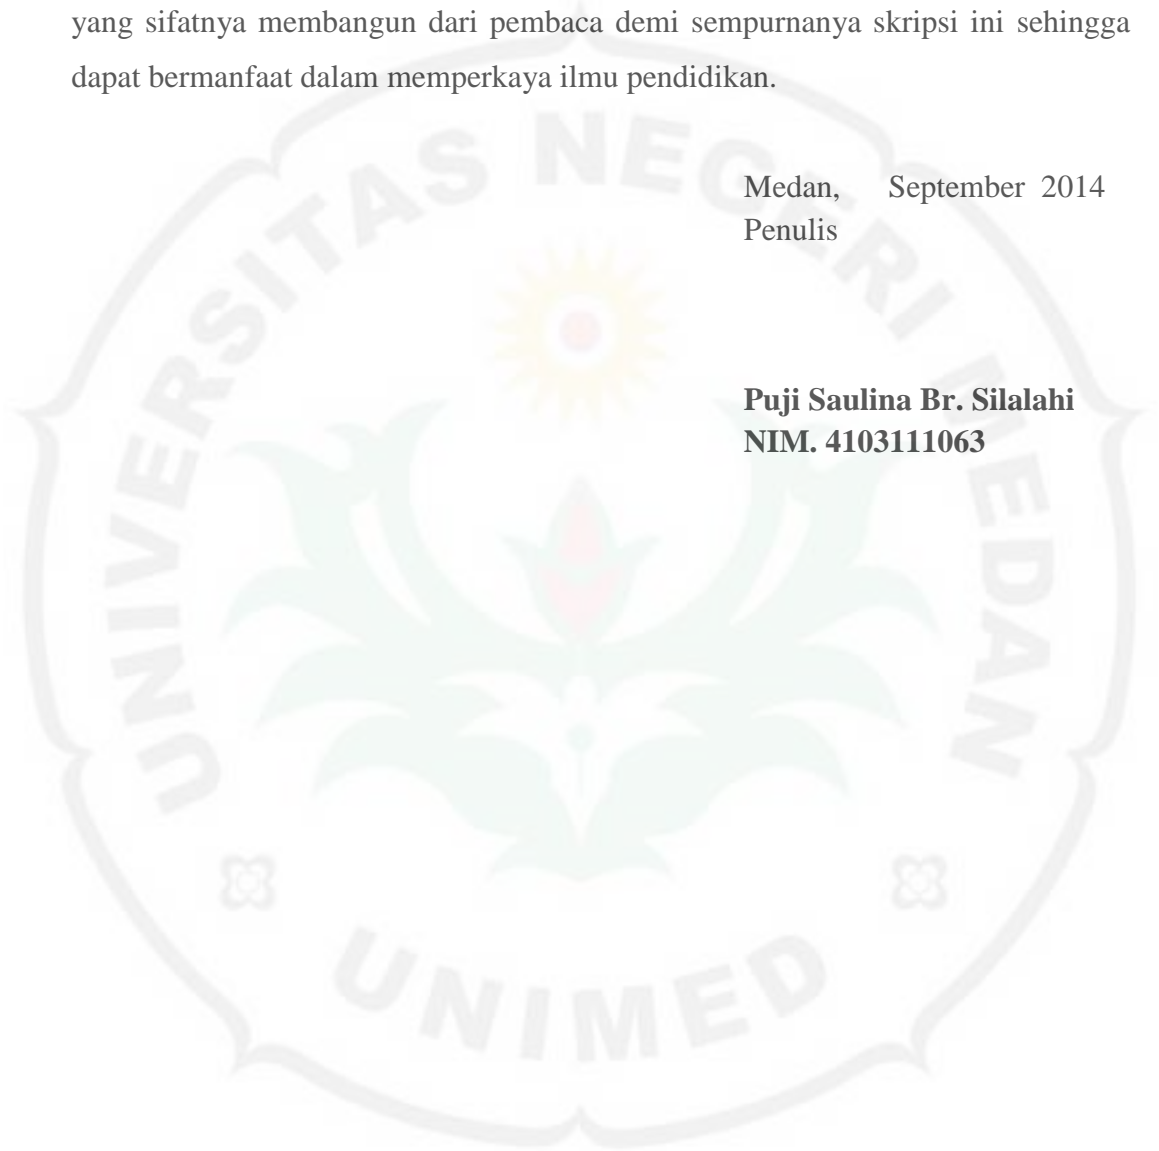 yang sifatnya membangun dari pembaca demi sempurnanya skripsi ini sehingga
dapat bermanfaat dalam memperkaya ilmu pendidikan.
Medan, September 2014
Penulis
Puji Saulina Br. Silalahi
NIM. 4103111063
UNIVERSITAS NEGERI MEDAN
UNIMED